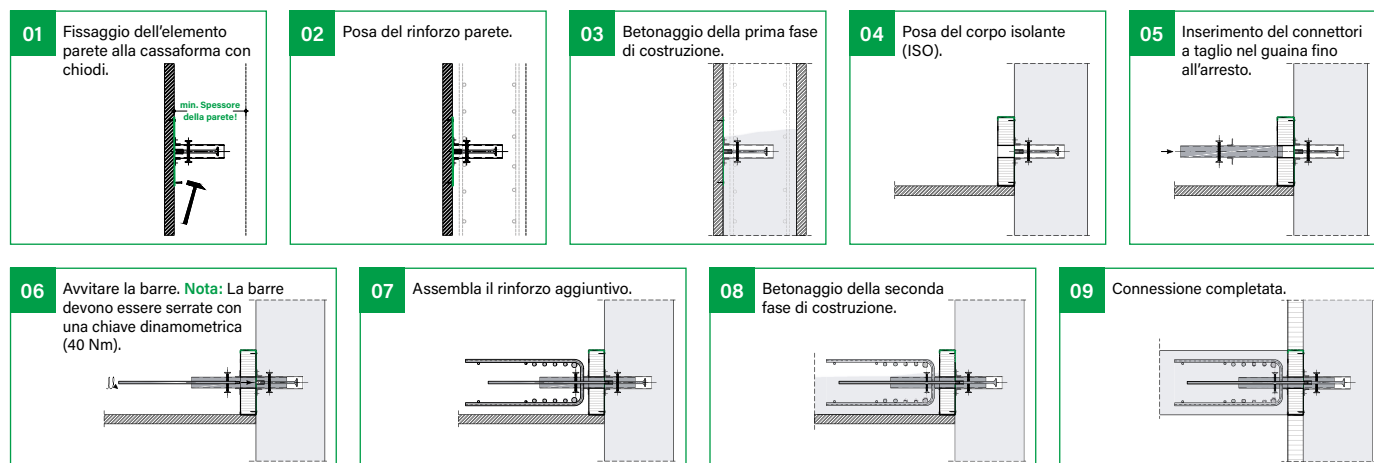 01
Fissaggio dell'elemento
parete alla cassaforma con
chiodi.
min. Spessore
della parete!
02
Posa del rinforzo parete.
03
Betonaggio della prima fase
di costruzione.
04
Posa del corpo isolante
(ISO).
05
Inserimento del connettori
a taglio nel guaina fino
all'arresto.
06
Avvitare la barre. Nota: La barre
devono essere serrate con
una chiave dinamometrica
(40 Nm).
07
Assembla il rinforzo aggiuntivo.
08
Betonaggio della seconda
fase di costruzione.
09
Connessione completata.